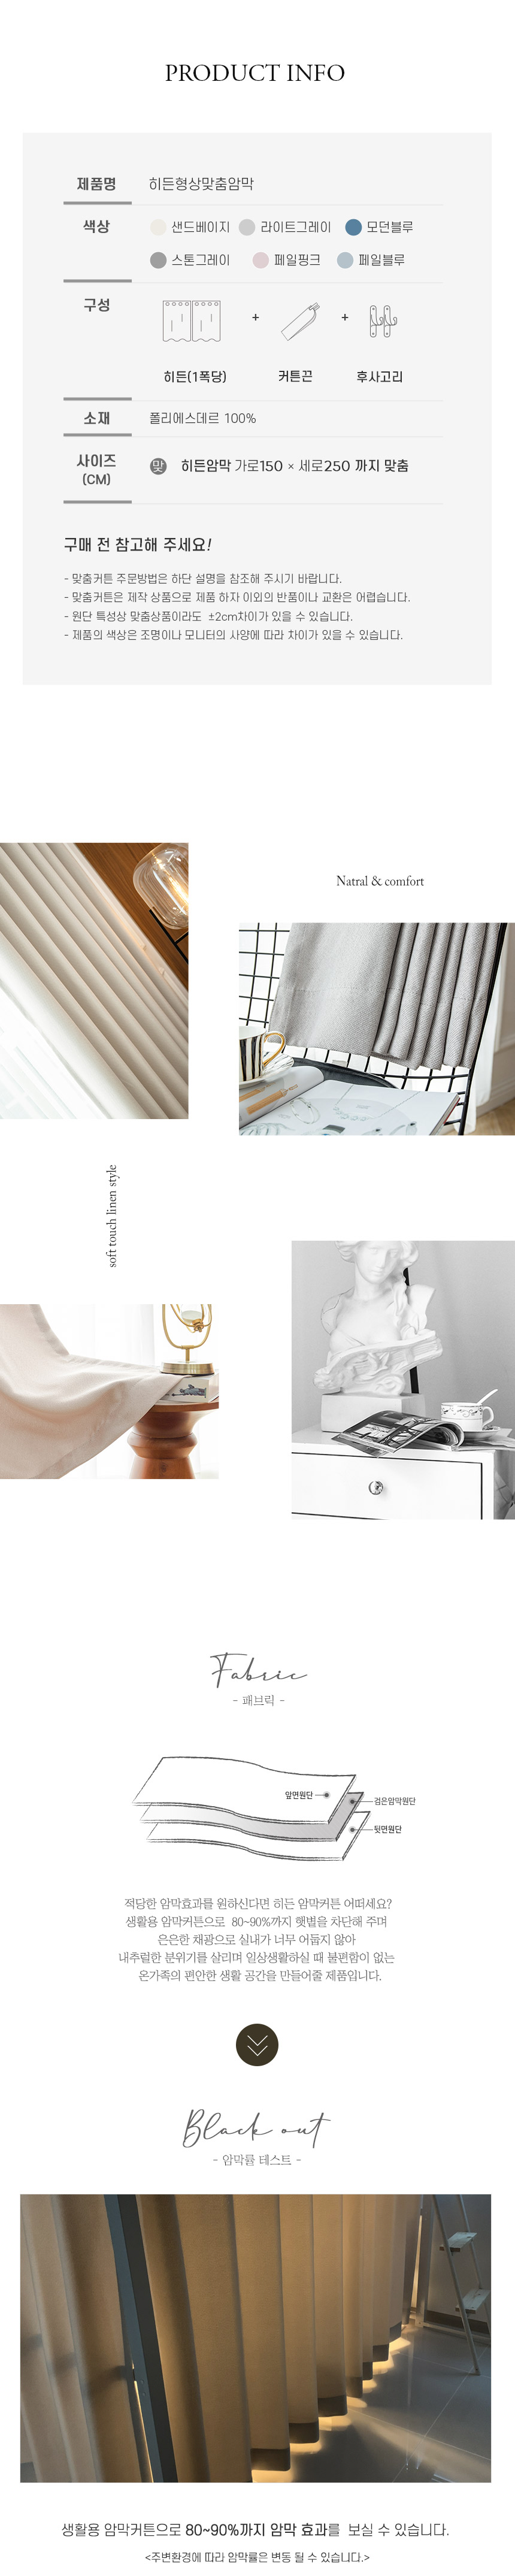 PRODUCT INFO
제품명 히든형상맞춤암막
색상 샌드베이지 라이트그레이 모던블루
스톤그레이 페일핑크 페일블루
구성
+ +
히든(1폭당) 커튼끈 후사고리
소재 폴리에스테르 100%
사이즈 (CM) 맞 히든암막 가로150 × 세로250 까지 맞춤
구매 전 참고해 주세요!
- 맞춤커튼 주문방법은 하단 설명을 참조해 주시기 바랍니다.
- 맞춤커튼은 제작 상품으로 제품 하자 이외의 반품이나 교환은 어렵습니다.
- 원단 특성상 맞춤상품이라도 ±2cm차이가 있을 수 있습니다.
- 제품의 색상은 조명이나 모니터의 사양에 따라 차이가 있을 수 있습니다.
Natral & comfort
soft touch linen style
Fabric
- 패브릭 -
앞면원단
검은암막원단
뒷면원단
적당한 암막효과를 원하신다면 히든 암막커튼 어떠세요?
생활용 암막커튼으로 80~90%까지 햇볕을 차단해 주며
은은한 채광으로 실내가 너무 어둡지 않아
내추럴한 분위기를 살리며 일상생활하실 때 불편함이 없는
온가족의 편안한 생활 공간을 만들어줄 제품입니다.
Black out
- 암막률 테스트 -
생활용 암막커튼으로 80~90%까지 암막 효과를 보실 수 있습니다.
<주변환경에 따라 암막률은 변동 될 수 있습니다.>